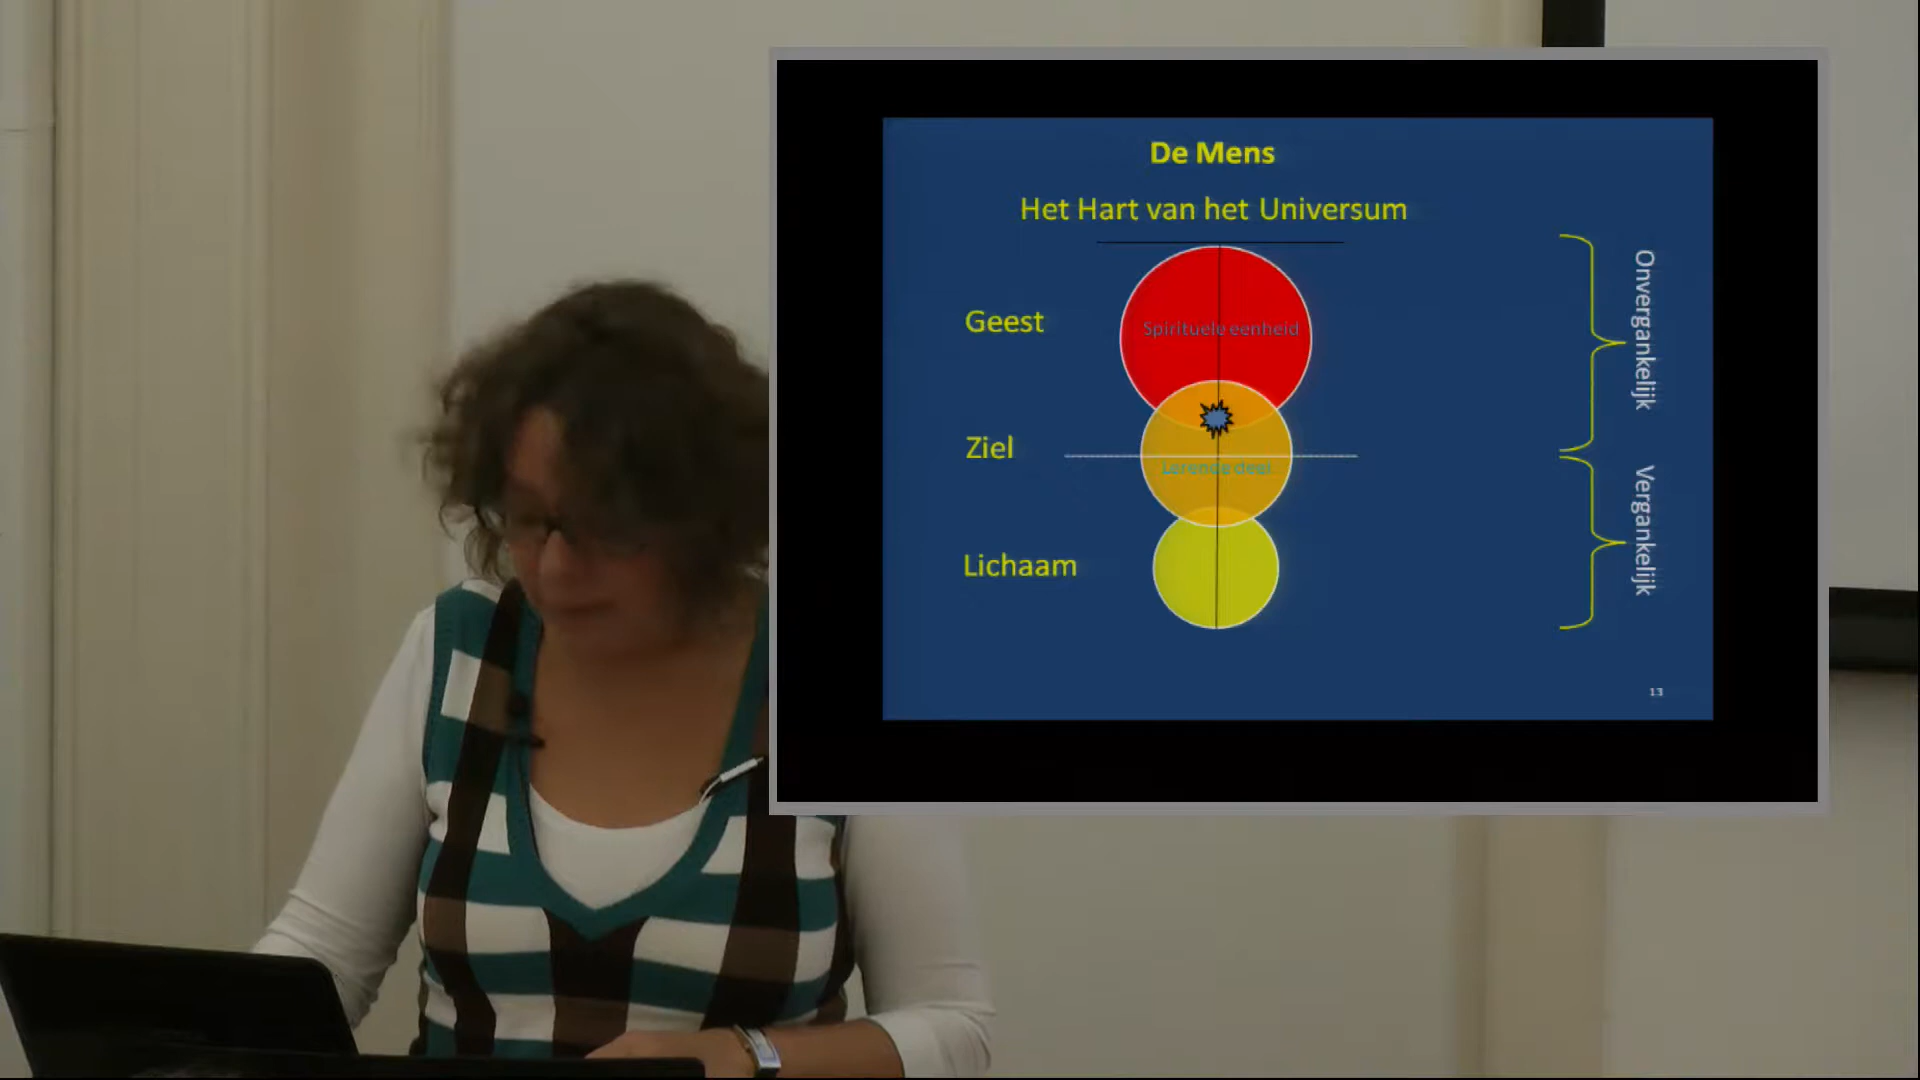 De Mens
Het Hart van het Universum
Geest
Spirituele eenheid
Onvergankelijk
Ziel
Lerende deel
Vergankelijk
Lichaam
13